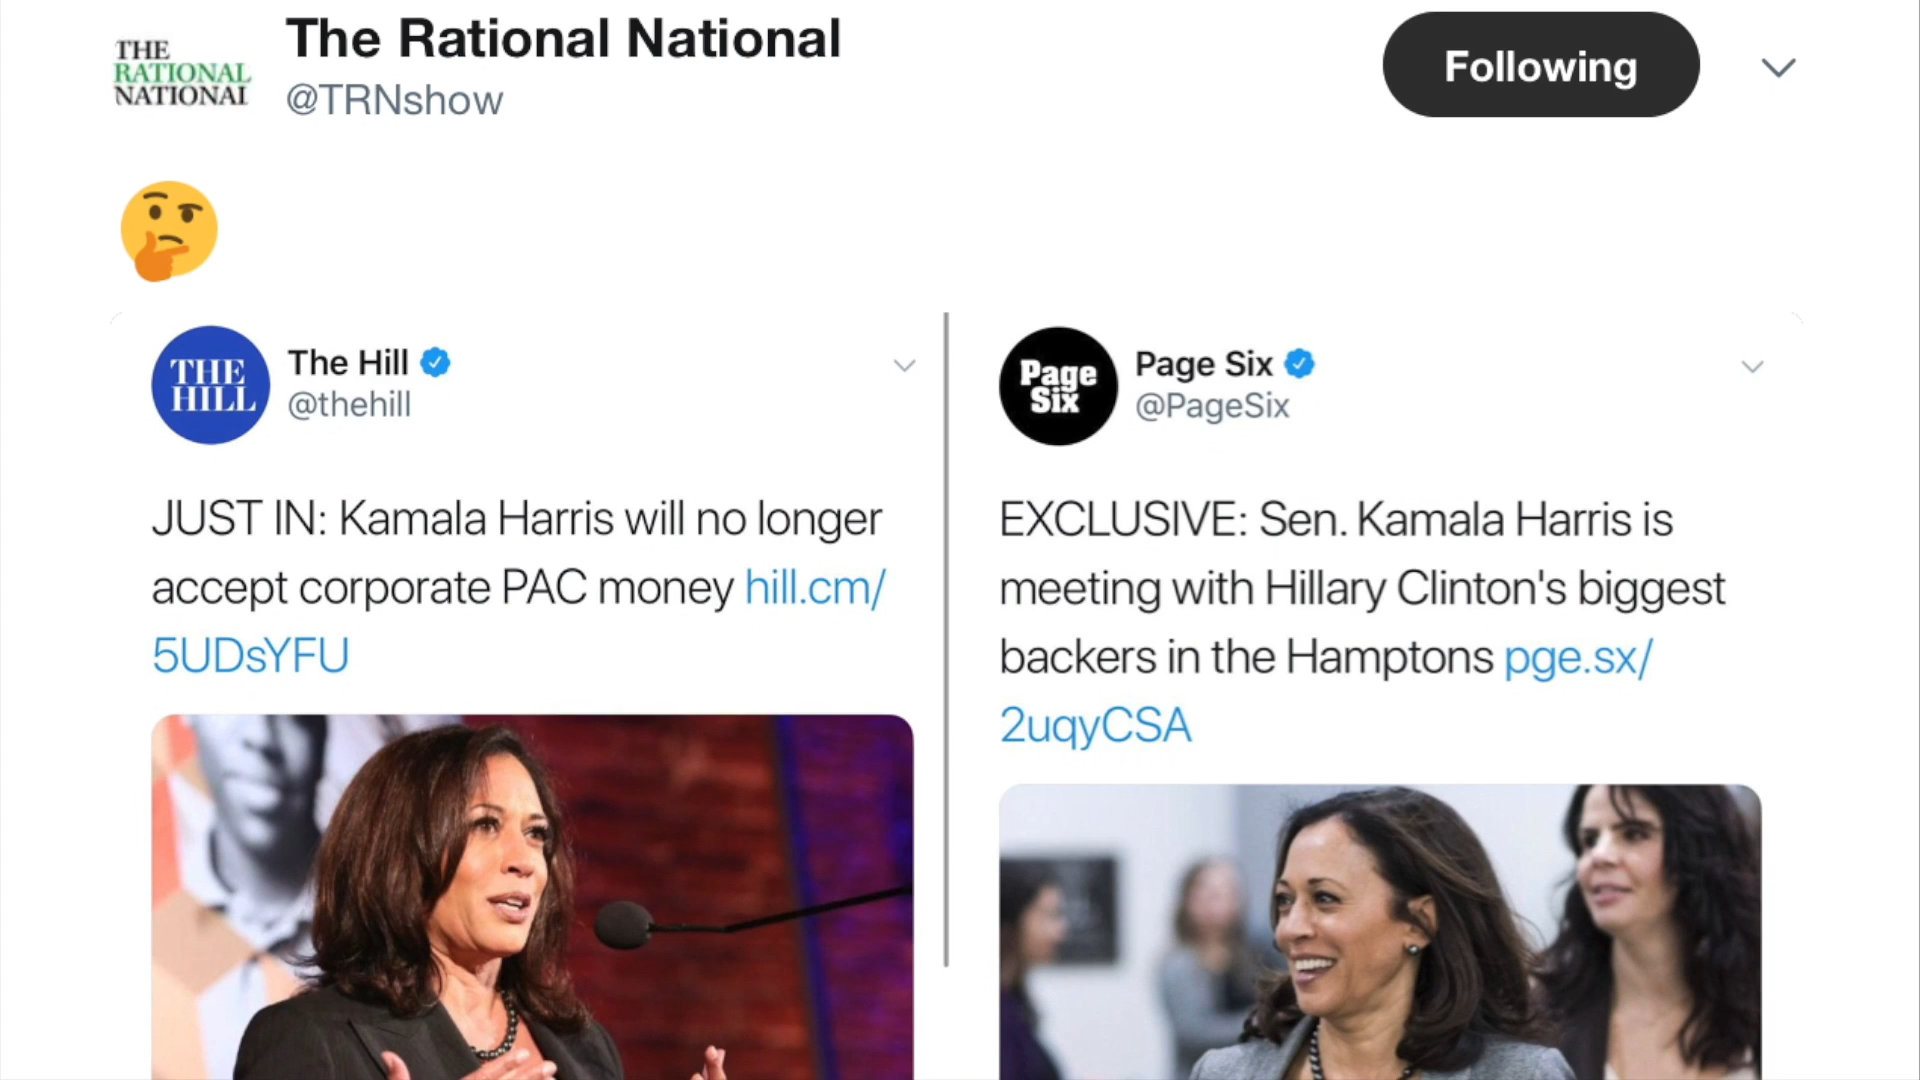 THE
RATIONAL
NATIONAL
The Rational National
@TRNshow
Following
THE
HILL
The Hill
@thehill
JUST IN: Kamala Harris will no longer
accept corporate PAC money hill.cm/
5UDsYFU
Page
Six
Page Six
@PageSix
EXCLUSIVE: Sen. Kamala Harris is
meeting with Hillary Clinton's biggest
backers in the Hamptons pge.sx/
2uqyCSA